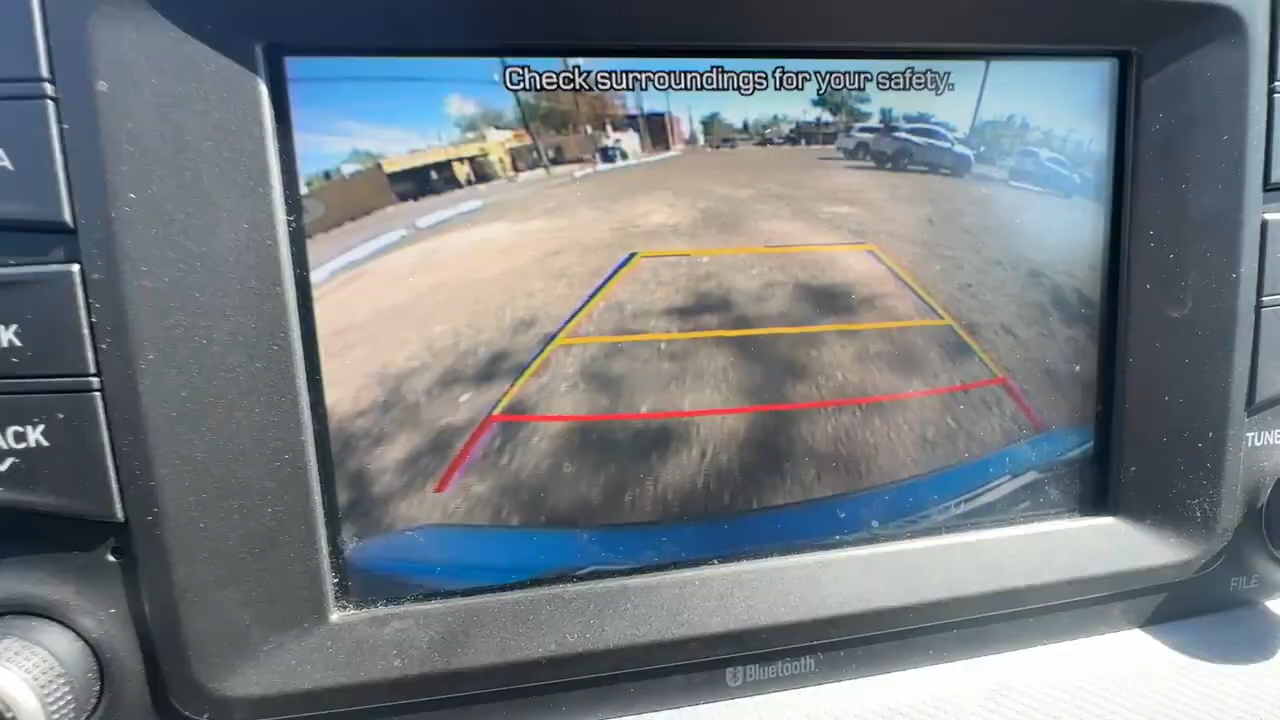 Check surroundings for your safety.
A
K
ACK
TUNE
FILE
Bluetooth